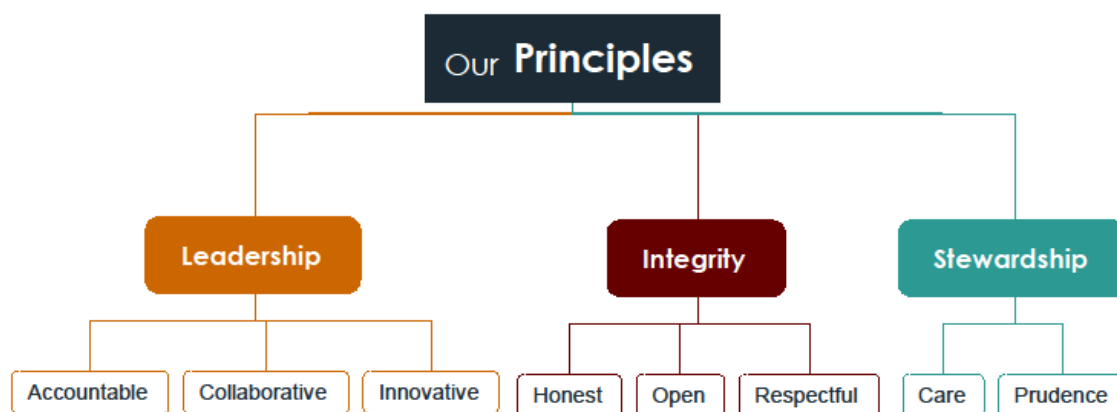 Our Principles
Leadership
Integrity
Stewardship
Accountable
Collaborative
Innovative
Honest
Open
Respectful
Care
Prudence